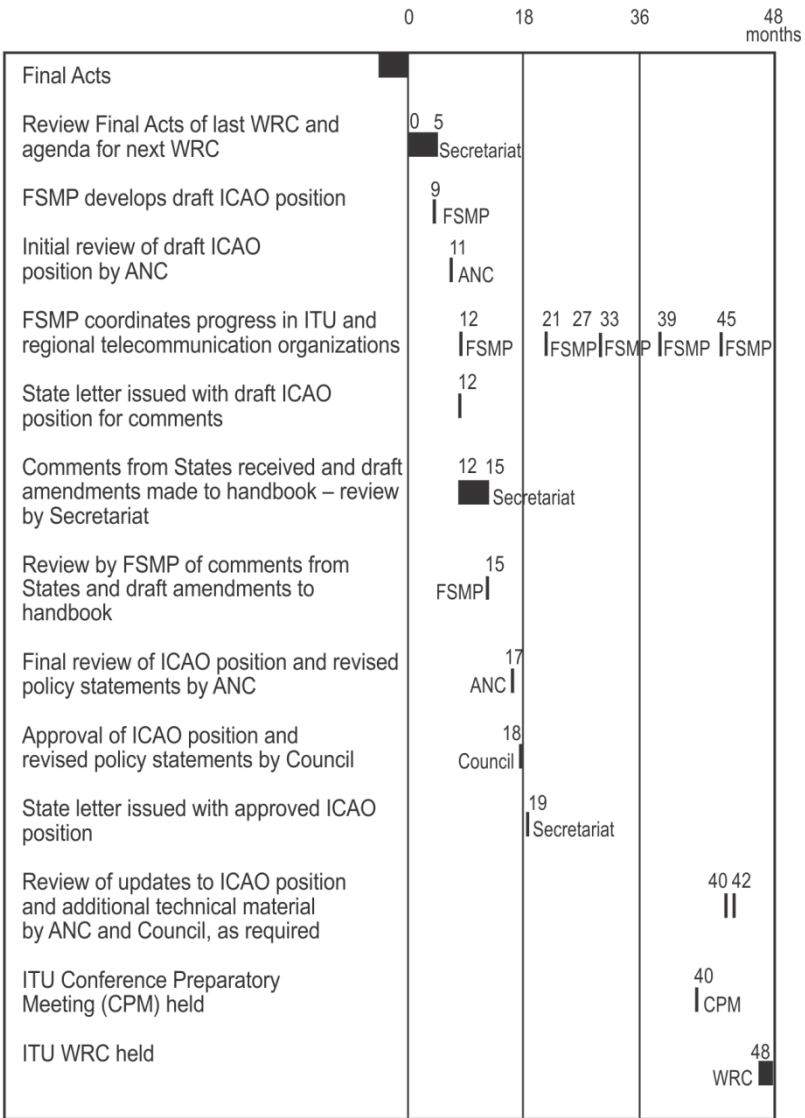 0 18 36 48
months
Final Acts
Review Final Acts of last WRC and
agenda for next WRC
0 5
Secretariat
FSMP develops draft ICAO position
9
FSMP
Initial review of draft ICAO
position by ANC
11
ANC
FSMP coordinates progress in ITU and
regional telecommunication organizations
12 21 27 33 39 45
FSMP FSMP FSMP FSMP FSMP
State letter issued with draft ICAO
position for comments
12
Comments from States received and draft
amendments made to handbook – review
by Secretariat
12 15
Secretariat
Review by FSMP of comments from
States and draft amendments to
handbook
15
FSMP
Final review of ICAO position and revised
policy statements by ANC
17
ANC
Approval of ICAO position and
revised policy statements by Council
18
Council
State letter issued with approved ICAO
position
19
Secretariat
Review of updates to ICAO position
and additional technical material
by ANC and Council, as required
40 42
ITU Conference Preparatory
Meeting (CPM) held
40
CPM
ITU WRC held
48
WRC